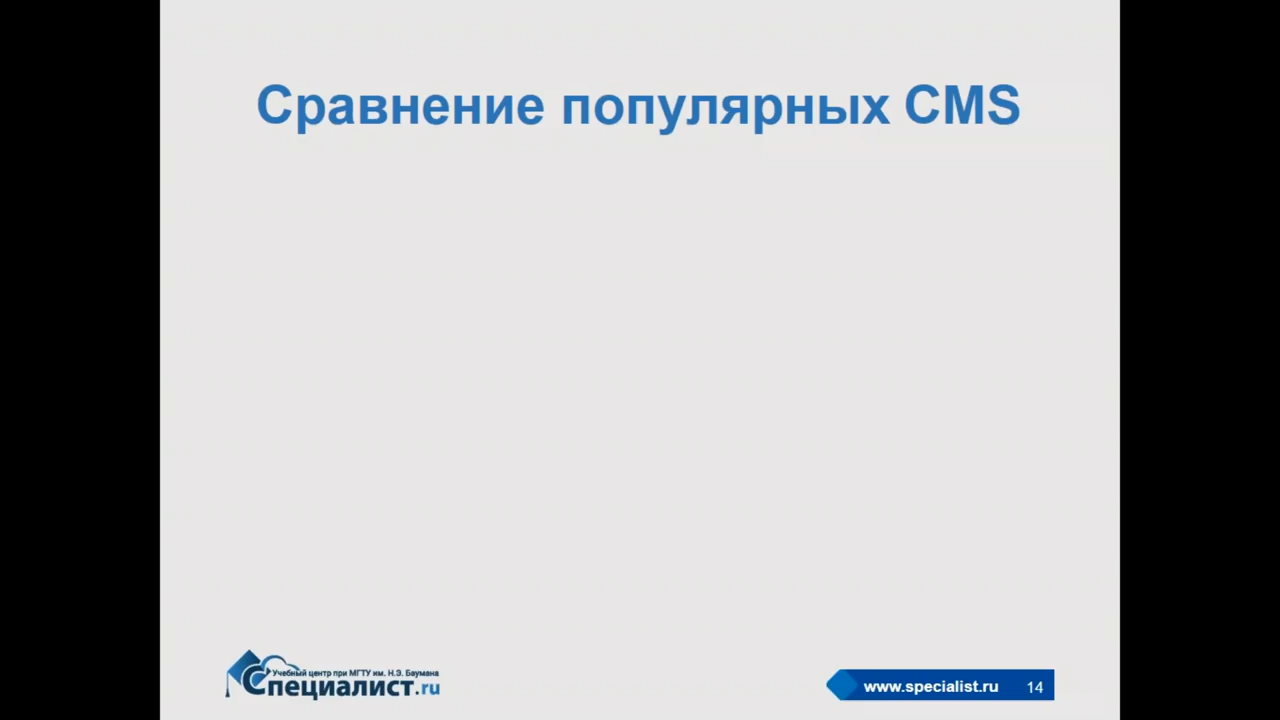 Сравнение популярных CMS
Учебный центр при МГТУ им. Н.Э. Баумана
Специалист.ru
www.specialist.ru 14